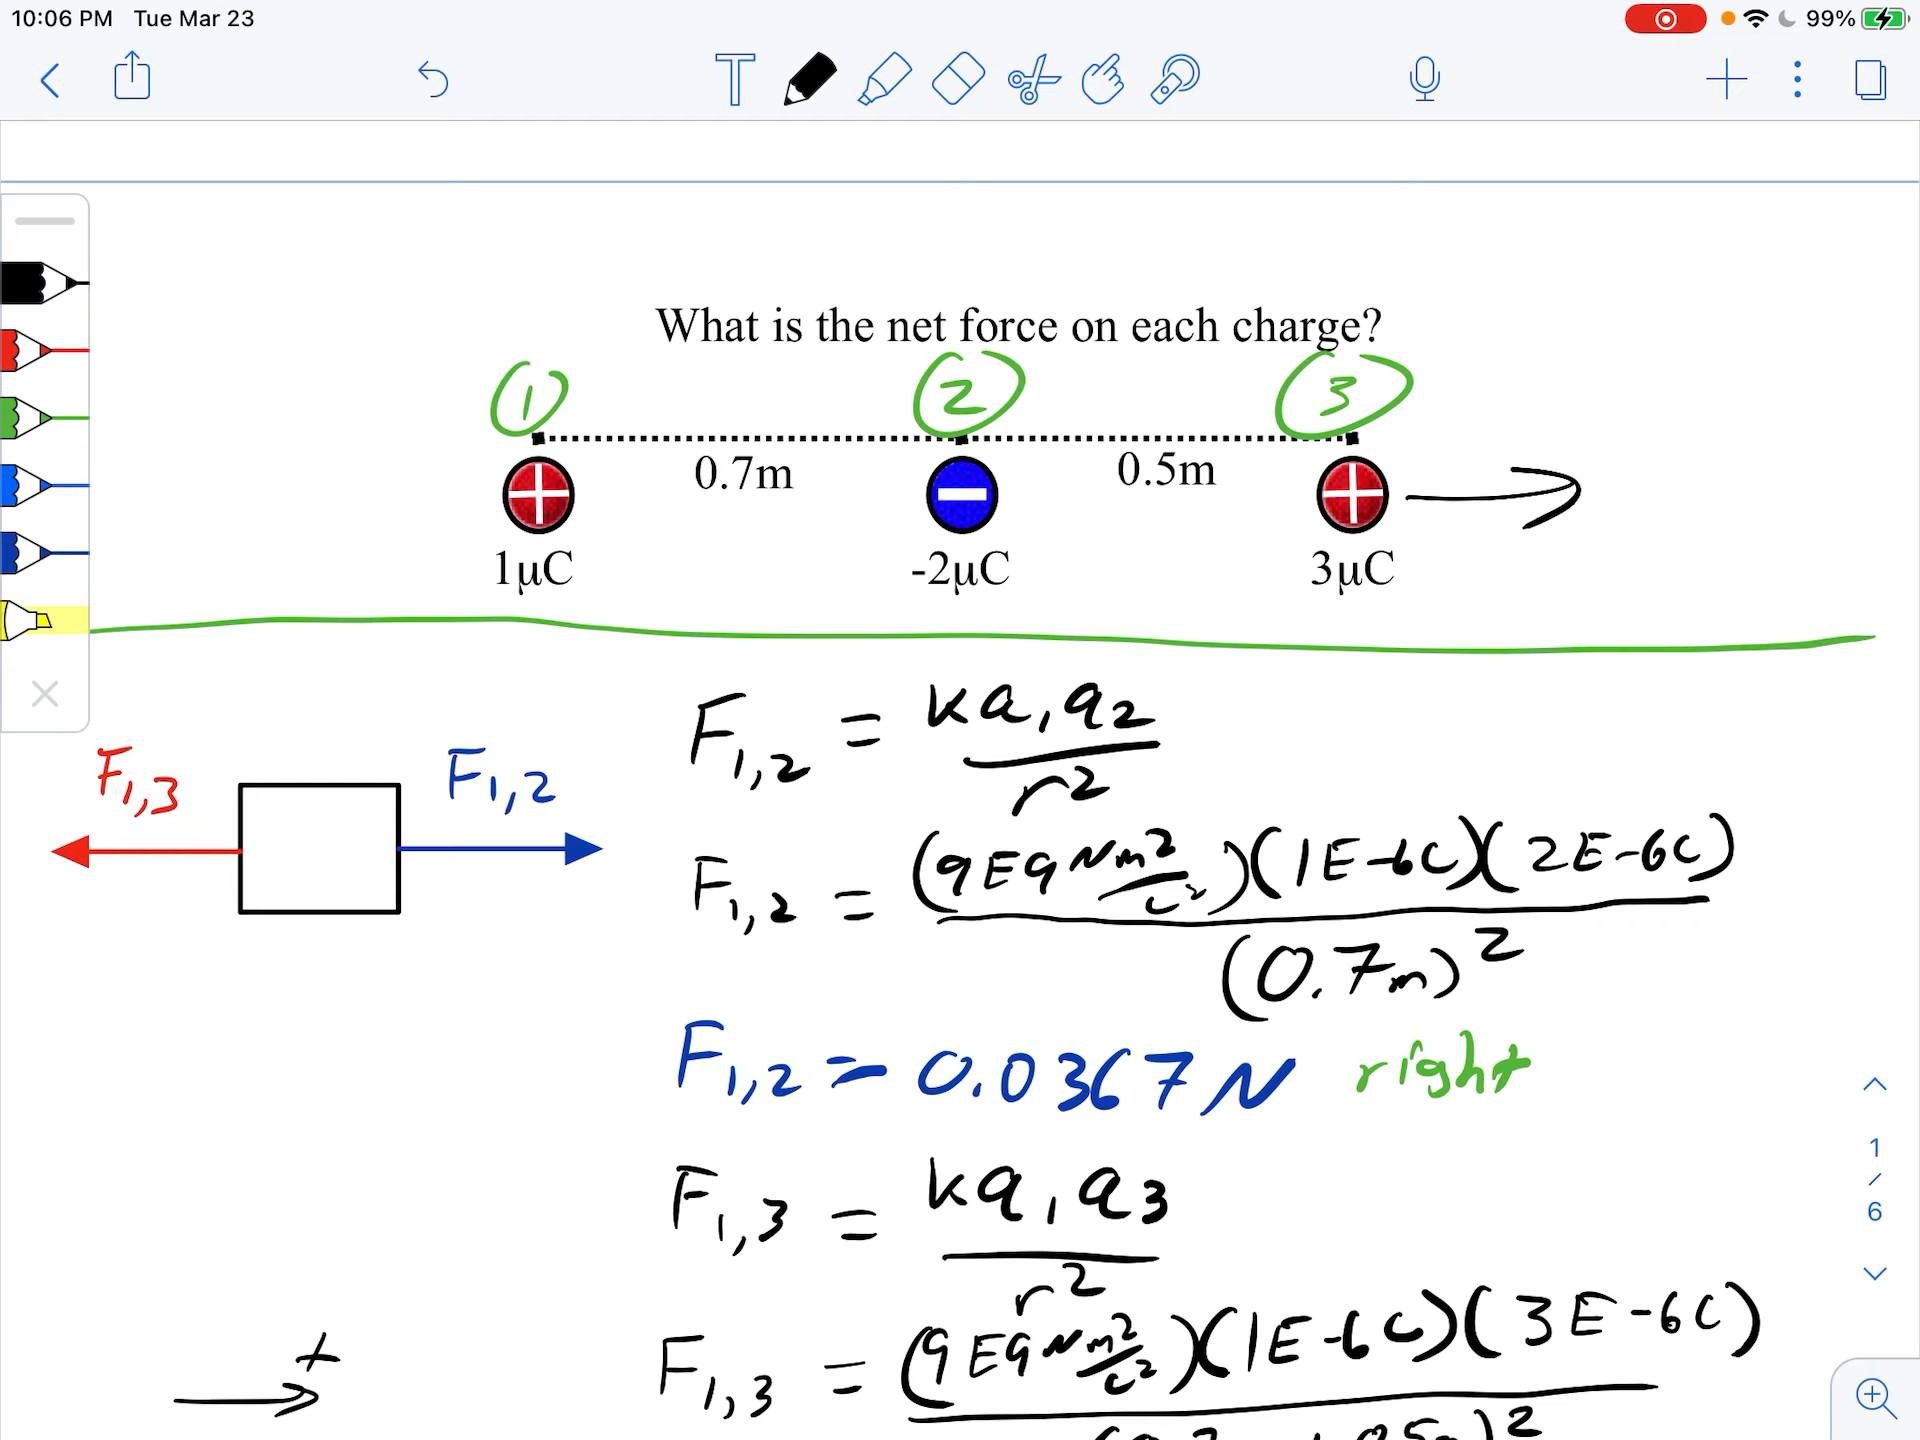 10:06 PM Tue Mar 23 99%
T
What is the net force on each charge?
1 2 3
0.7m 0.5m
1µC -2µC 3µC
F1,3 F1,2
F1,2 = kq1q2
r²
F1,2 = (9E9 Nm²/C²)(1E-6C)(2E-6C)
(0.7m)²
F1,2 = 0.0367 N right
F1,3 = kq1q3
r²
+
F1,3 = (9E9 Nm²/C²)(1E-6C)(3E-6C)
1
/
6